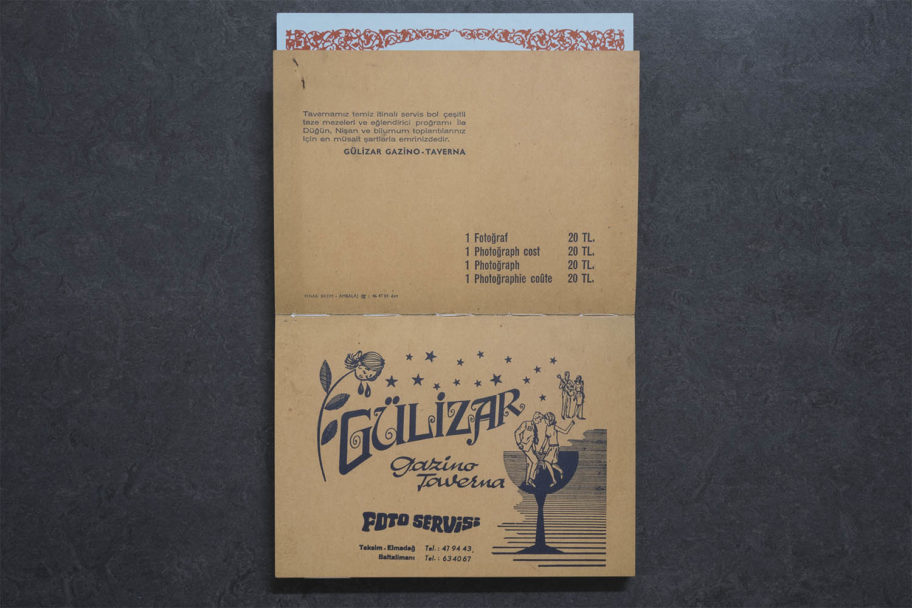 Tavernamız temiz itinalı servis bol çeşitli
taze mezeleri ve eğlendirici programı ile
Düğün, Nişan ve bilumum toplantılarınız
için en müsait şartlarla emrinizdedir.
GÜLİZAR GAZİNO - TAVERNA
1 Fotoğraf 20 TL.
1 Photoğraph cost 20 TL.
1 Photoğraph 20 TL.
1 Photoğraphie coûte 20 TL.
GÜLİZAR
gazino
Taverna
FOTO SERVİSİ
Taksim - Elmadağ Tel. : 47 94 43,
Baltalimanı Tel. : 63 40 67